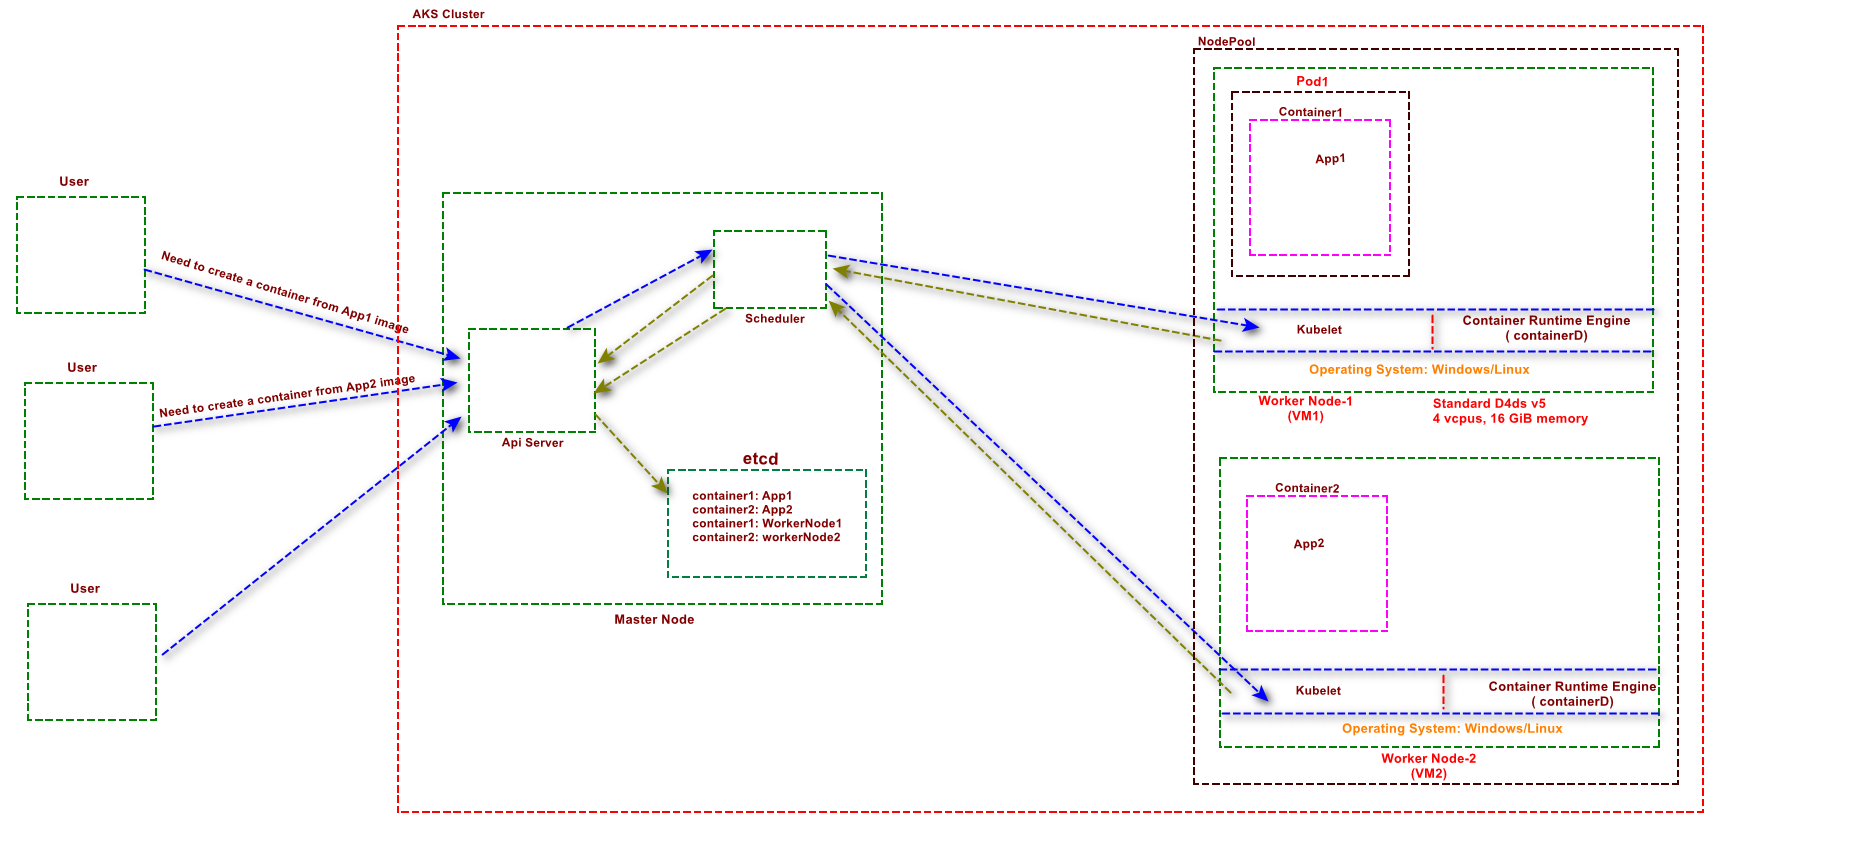 AKS Cluster
NodePool
Pod1
Container1
App1
User
Need to create a container from App1 image
Scheduler
Kubelet
Container Runtime Engine
( containerD)
Operating System: Windows/Linux
Worker Node-1
(VM1)
Standard D4ds v5
4 vcpus, 16 GiB memory
User
Need to create a container from App2 image
Api Server
etcd
container1: App1
container2: App2
container1: WorkerNode1
container2: workerNode2
Container2
App2
User
Master Node
Kubelet
Container Runtime Engine
( containerD)
Operating System: Windows/Linux
Worker Node-2
(VM2)